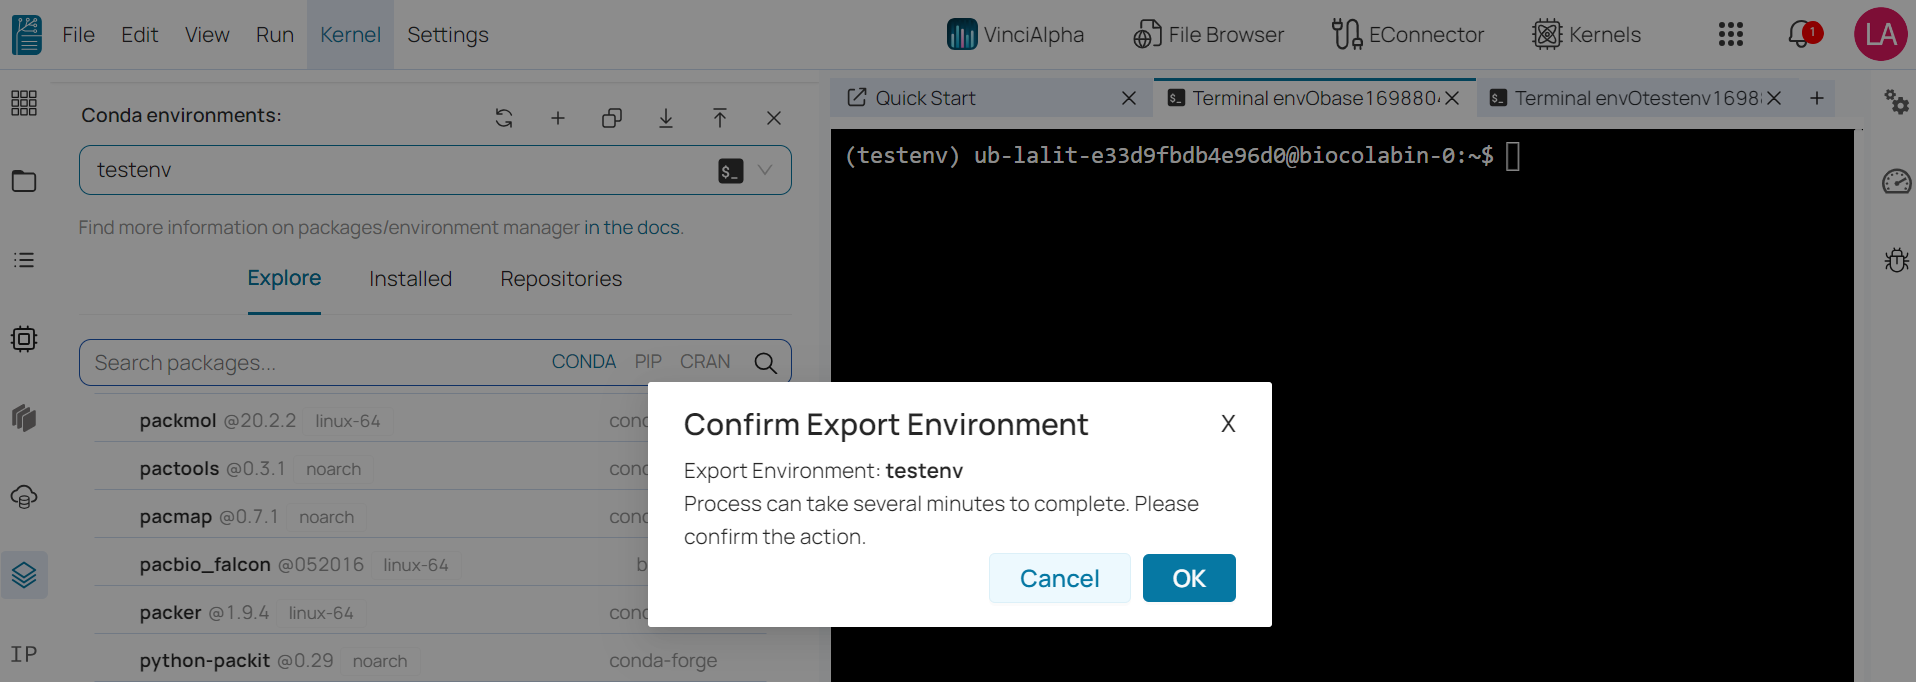 File Edit View Run Kernel Settings VinciAlpha File Browser EConnector Kernels 1 LA
Conda environments:
Quick Start
Terminal env0base169880
Terminal env0testenv1698
testenv
$_
(testenv) ub-lalit-e33d9fbdb4e96d0@biocolabin-0:~$
Find more information on packages/environment manager in the docs.
Explore Installed Repositories
Search packages... CONDA PIP CRAN
packmol @20.2.2 linux-64 cond
pactools @0.3.1 noarch cond
pacmap @0.7.1 noarch cond
pacbio_falcon @052016 linux-64 b
packer @1.9.4 linux-64 cond
python-packit @0.29 noarch conda-forge
IP
Confirm Export Environment X
Export Environment: testenv
Process can take several minutes to complete. Please
confirm the action.
Cancel OK